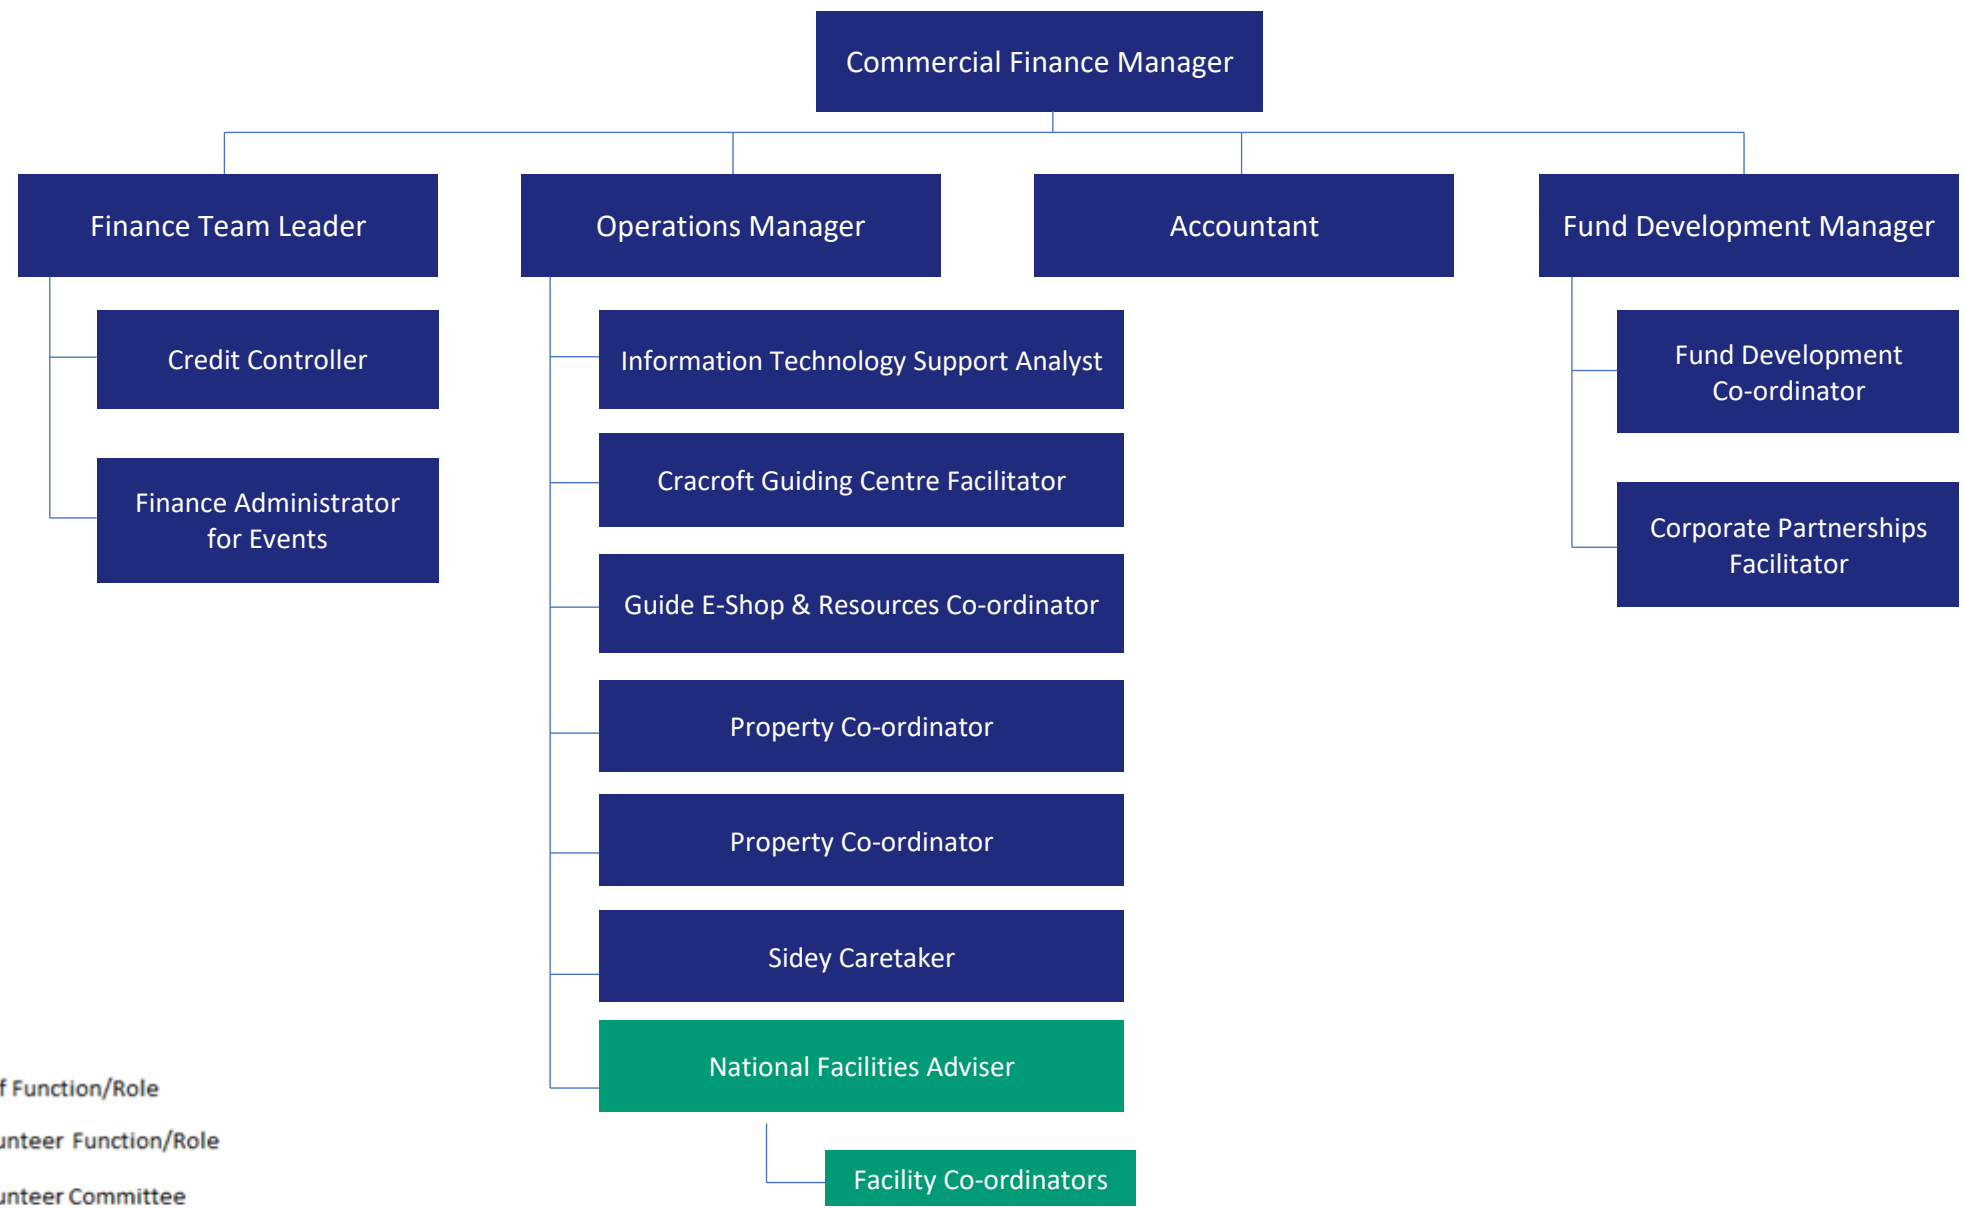 Commercial Finance Manager
Finance Team Leader
Operations Manager
Accountant
Fund Development Manager
Credit Controller
Finance Administrator
for Events
Information Technology Support Analyst
Cracroft Guiding Centre Facilitator
Guide E-Shop & Resources Co-ordinator
Property Co-ordinator
Property Co-ordinator
Sidey Caretaker
National Facilities Adviser
Facility Co-ordinators
Fund Development
Co-ordinator
Corporate Partnerships
Facilitator
f Function/Role
unteer Function/Role
unteer Committee